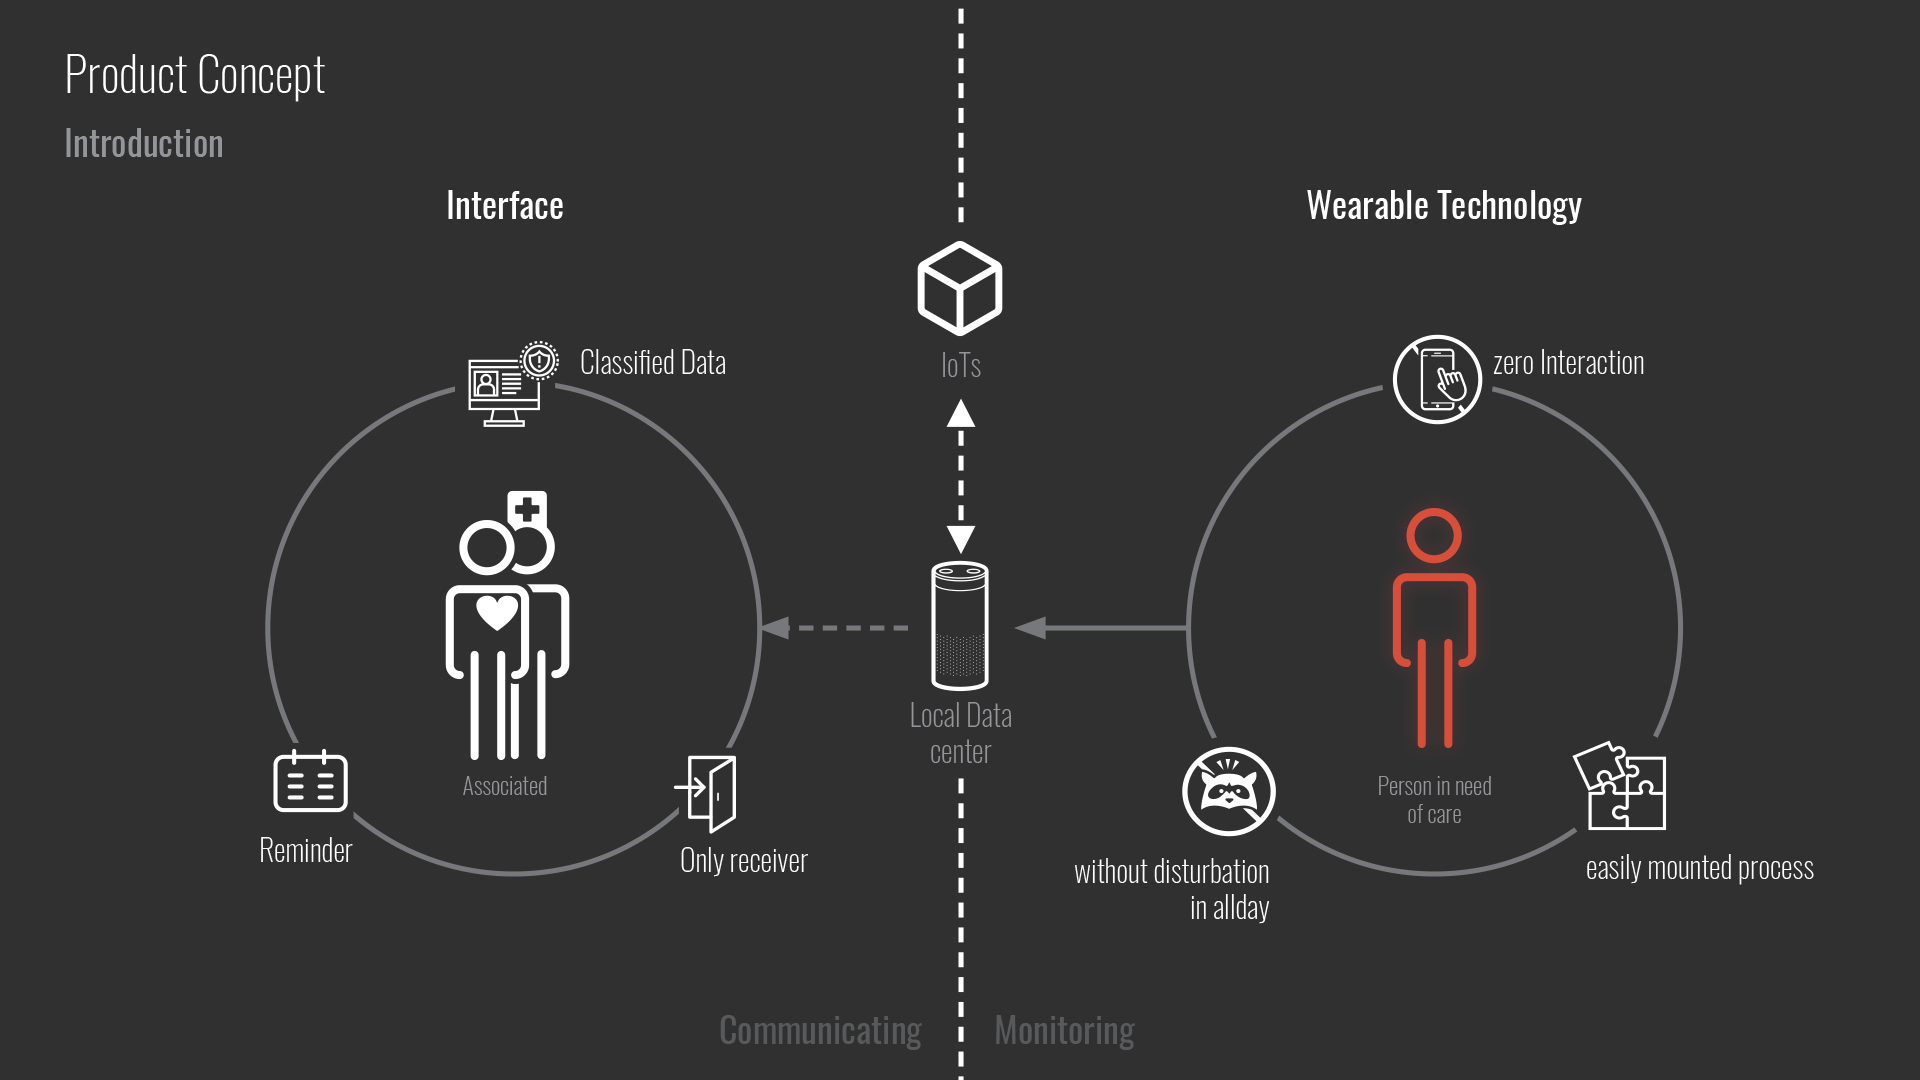 Product Concept
Introduction
Interface
Wearable Technology
Classified Data
IoTs
zero Interaction
Local Data
center
Associated
Person in need
of care
Reminder
Only receiver
without disturbation
in allday
easily mounted process
Communicating
Monitoring